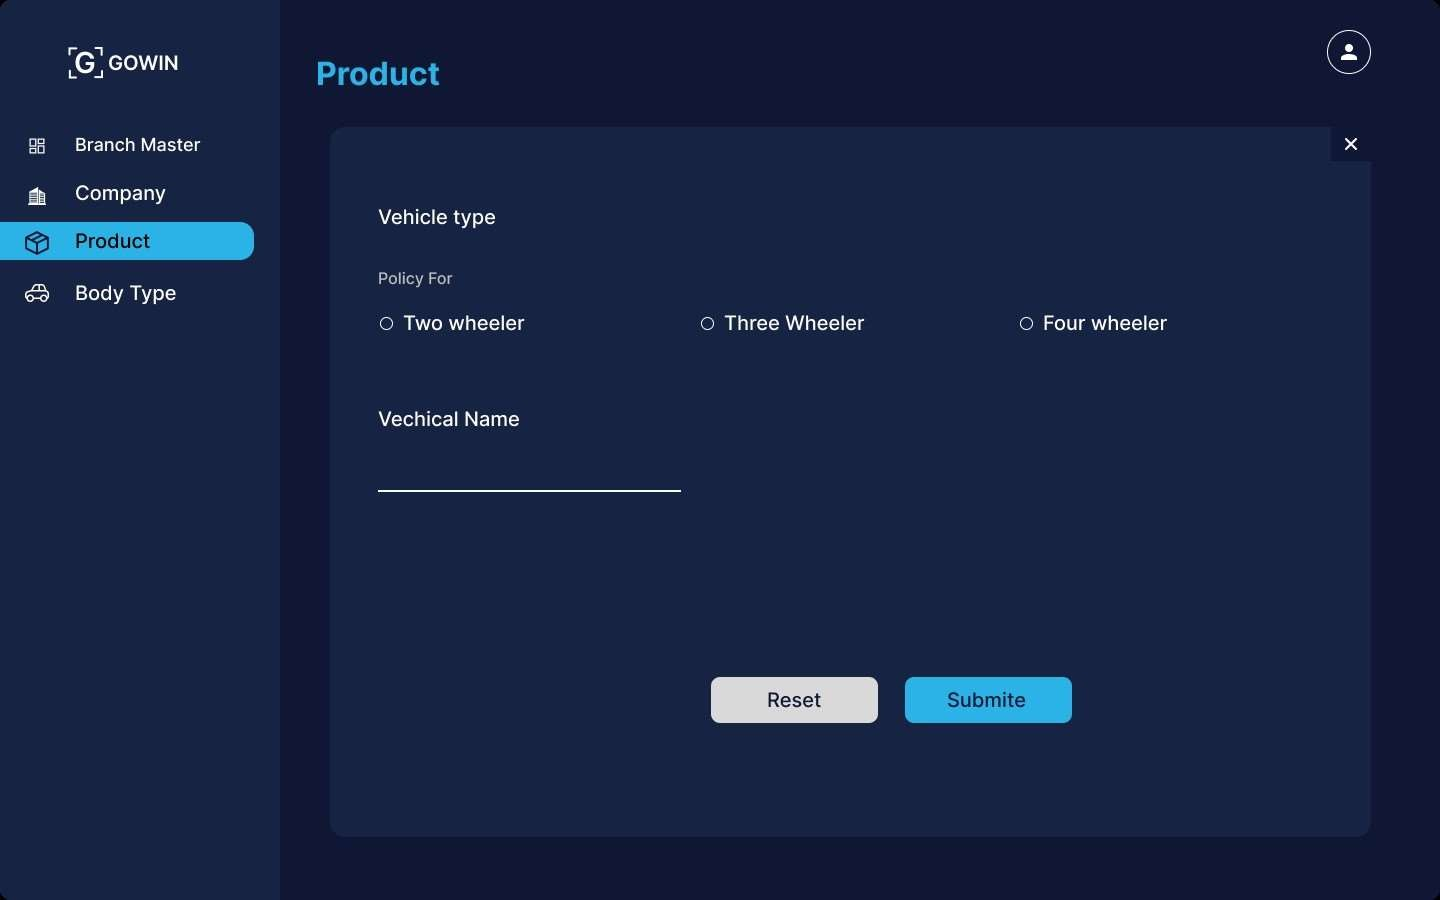 G GOWIN
Branch Master
Company
Product
Body Type
Product
Vehicle type
Policy For
Two wheeler
Three Wheeler
Four wheeler
Vechical Name
Reset
Submite